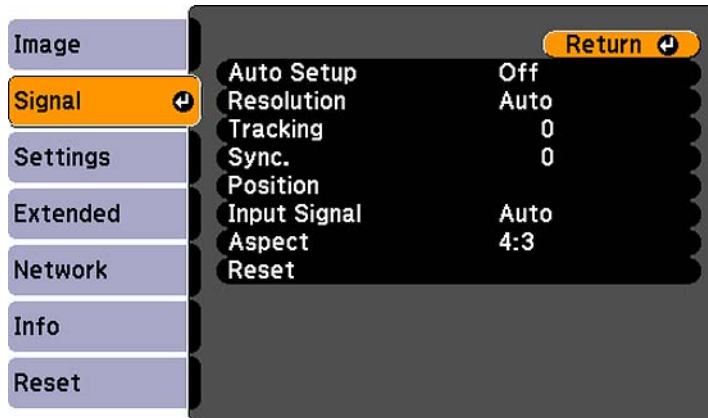 Image
Signal
Settings
Extended
Network
Info
Reset
Return
Auto Setup Off
Resolution Auto
Tracking 0
Sync. 0
Position
Input Signal Auto
Aspect 4:3
Reset